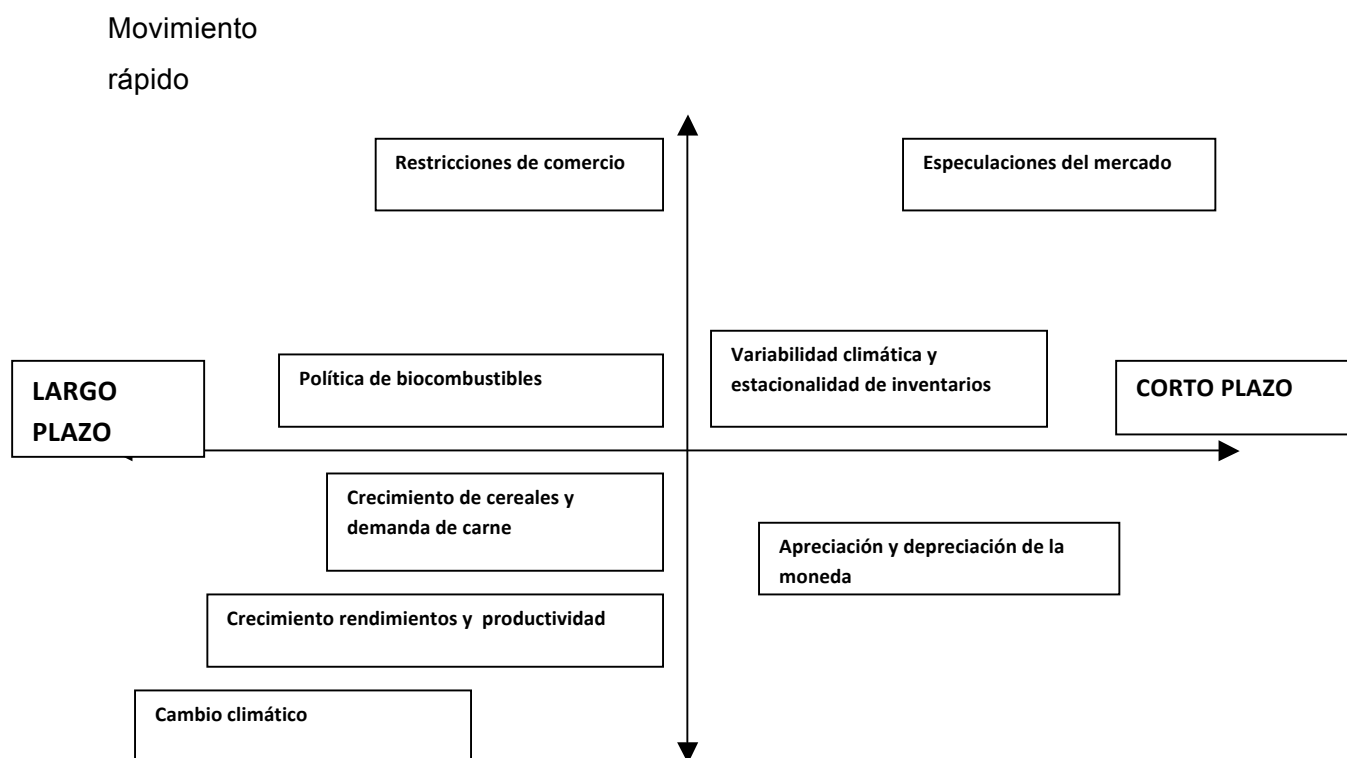 Movimiento
rápido
Restricciones de comercio
Especulaciones del mercado
Variabilidad climática y
estacionalidad de inventarios
Política de biocombustibles
LARGO
PLAZO
CORTO PLAZO
Crecimiento de cereales y
demanda de carne
Apreciación y depreciación de la
moneda
Crecimiento rendimientos y  productividad
Cambio climático